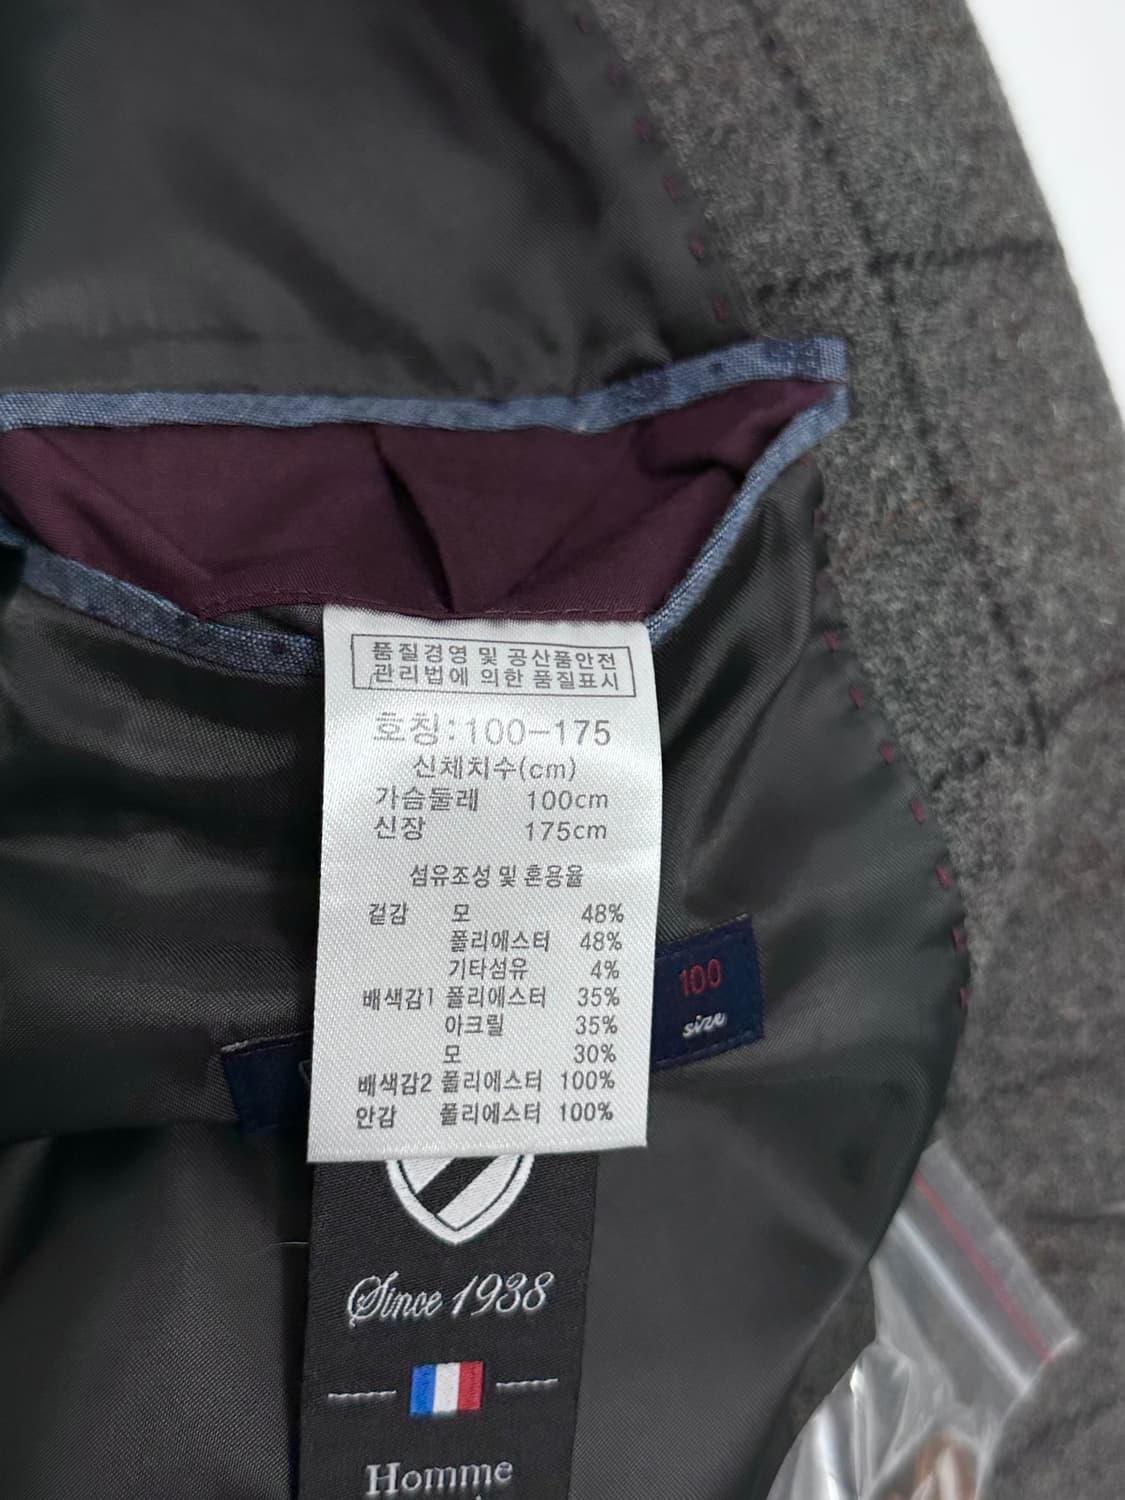 품질경영 및 공산품안전
관리법에 의한 품질표시
호칭:100-175
신체치수(cm)
가슴둘레 100cm
신장 175cm
섬유조성 및 혼용율
겉감 모 48%
폴리에스터 48%
기타섬유 4%
배색감1 폴리에스터 35%
아크릴 35%
모 30%
배색감2 폴리에스터 100%
안감 폴리에스터 100%
100
size
Since 1938
Homme